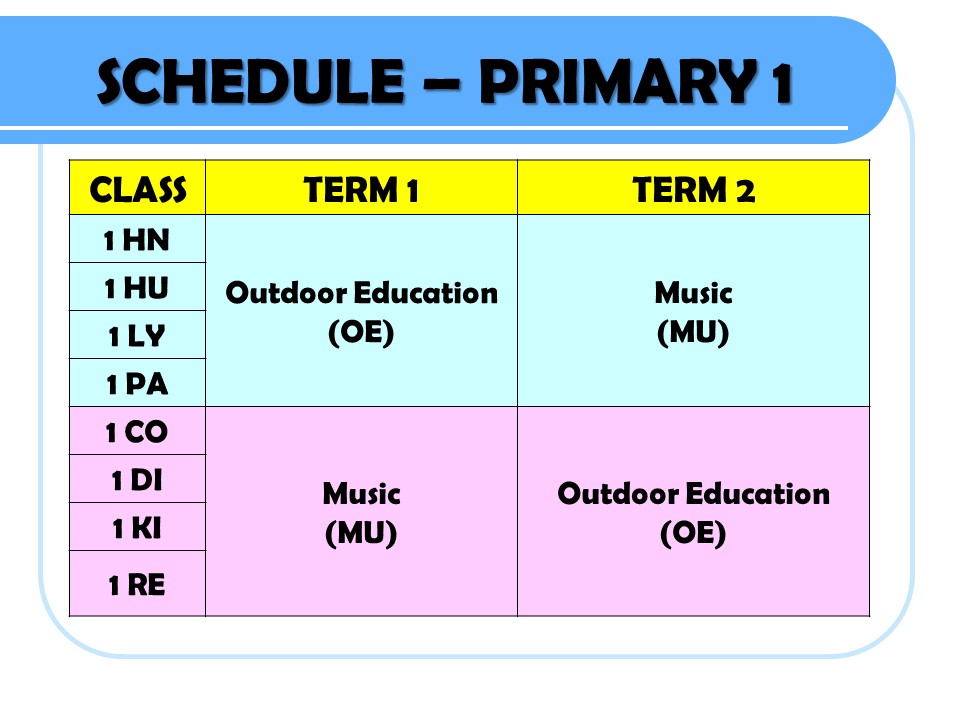 SCHEDULE – PRIMARY 1
CLASS TERM 1 TERM 2
1 HN
1 HU
1 LY
1 PA
Outdoor Education
(OE)
Music
(MU)
1 CO
1 DI
1 KI
1 RE
Music
(MU)
Outdoor Education
(OE)